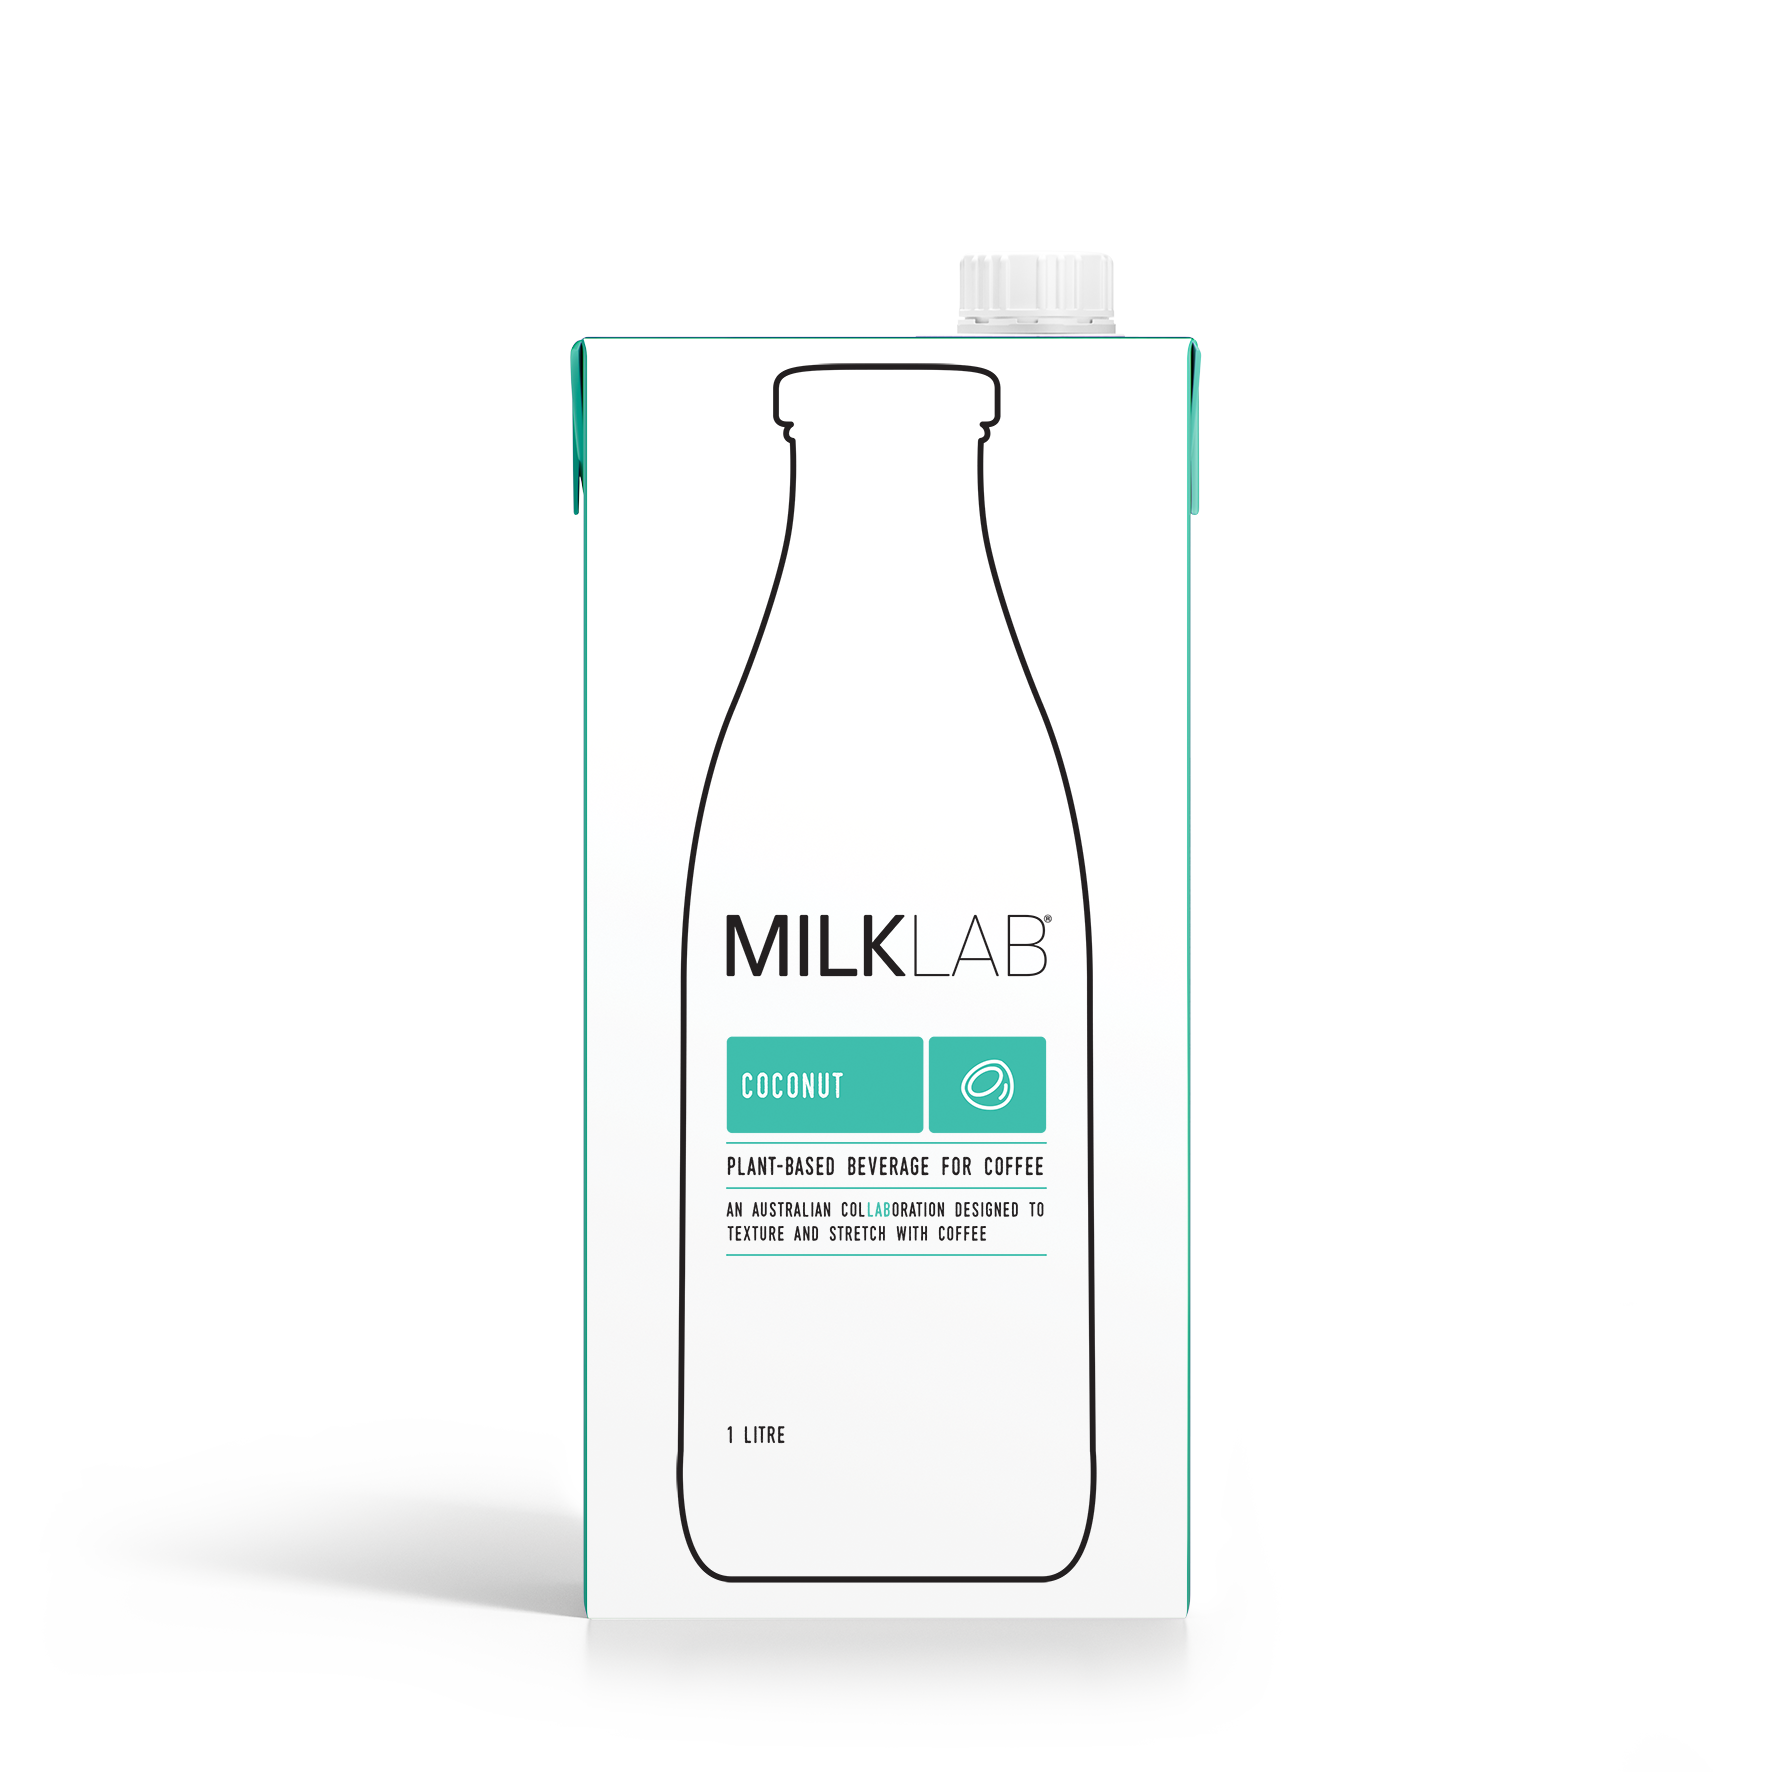 MILKLAB®
COCONUT
PLANT-BASED BEVERAGE FOR COFFEE
AN AUSTRALIAN COLLABORATION DESIGNED TO
TEXTURE AND STRETCH WITH COFFEE
1 LITRE